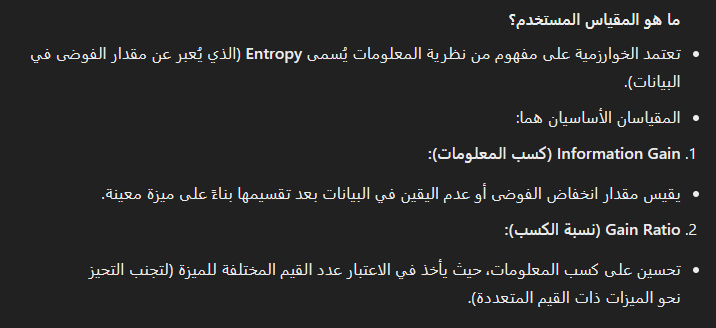 ما هو المقياس المستخدم؟
• تعتمد الخوارزمية على مفهوم من نظرية المعلومات يُسمى Entropy (الذي يُعبر عن مقدار الفوضى في
البيانات).
• المقياسان الأساسيان هما:
1. Information Gain (كسب المعلومات):
• يقيس مقدار انخفاض الفوضى أو عدم اليقين في البيانات بعد تقسيمها بناءً على ميزة معينة.
2. Gain Ratio (نسبة الكسب):
• تحسين على كسب المعلومات، حيث يأخذ في الاعتبار عدد القيم المختلفة للميزة (لتجنب التحيز
نحو الميزات ذات القيم المتعددة).